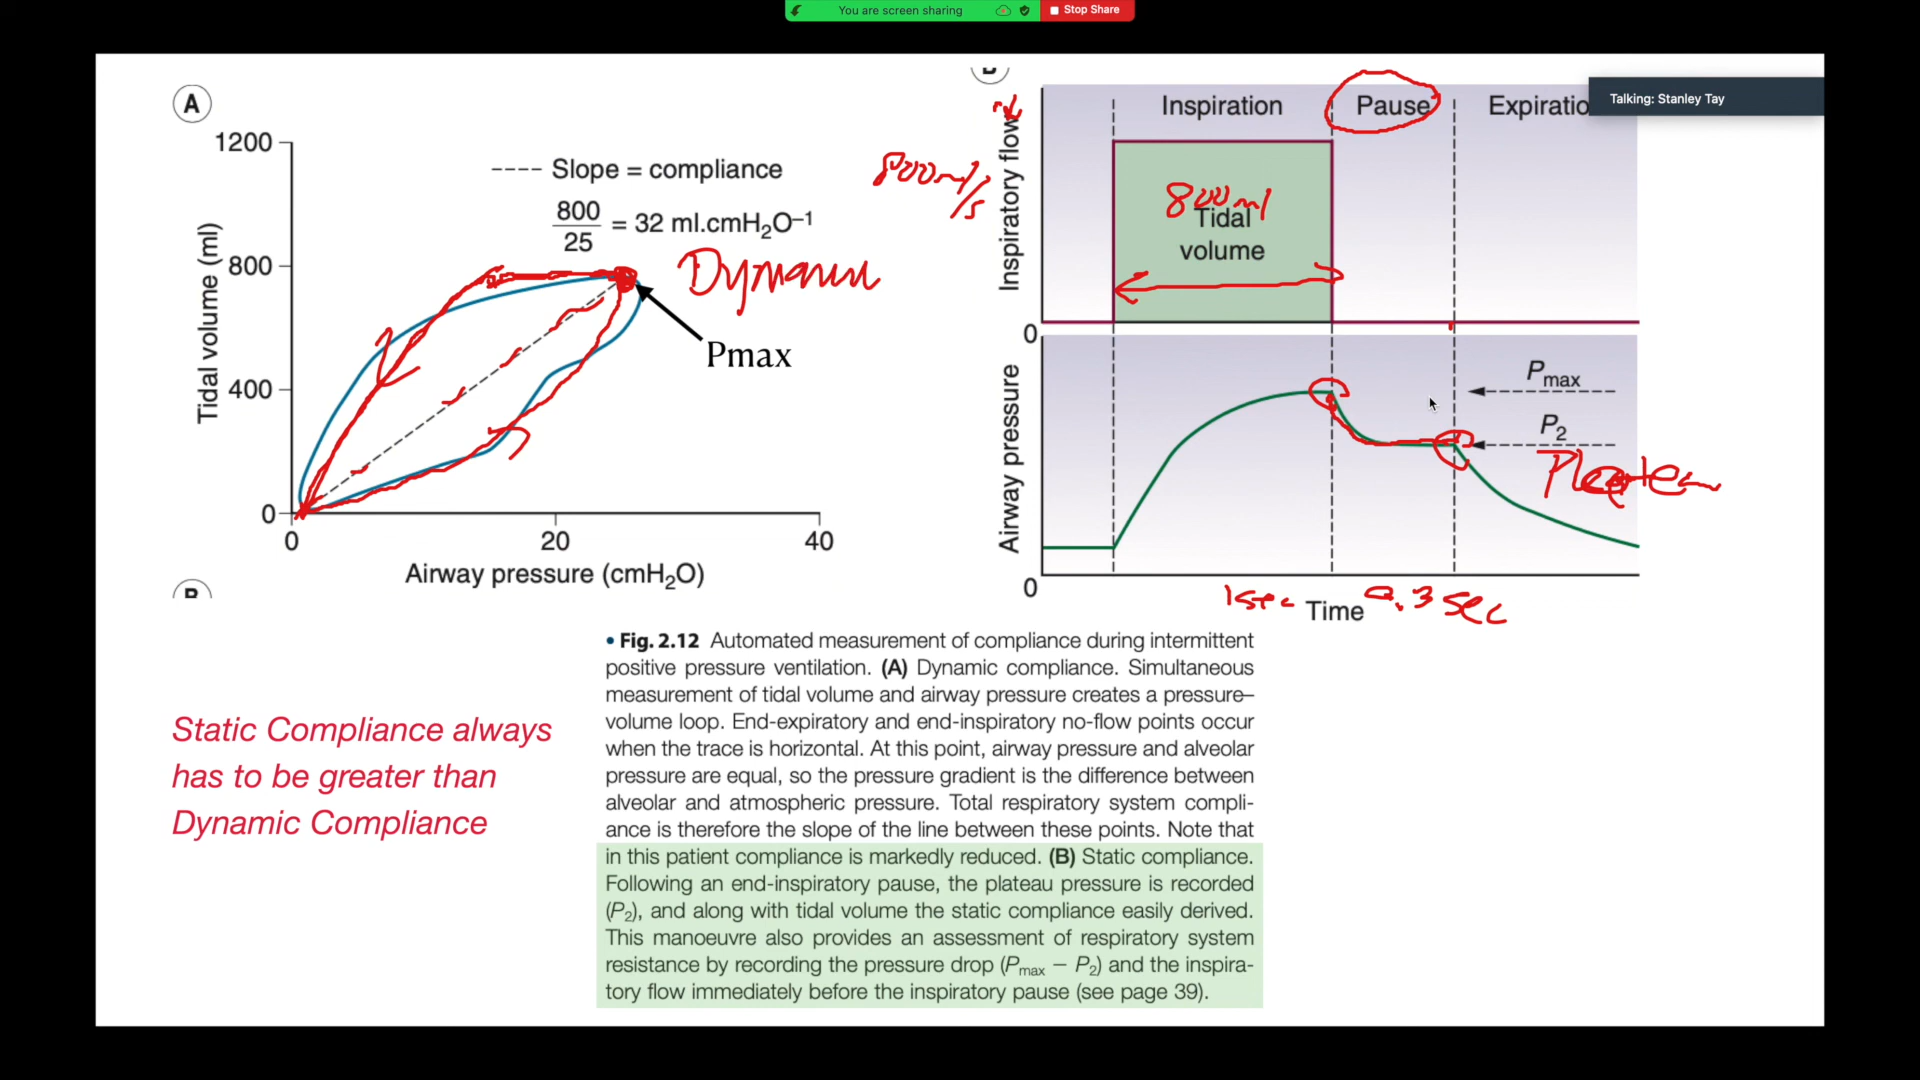 You are screen sharing
Stop Share
Talking: Stanley Tay
A
1200
800
400
0
0
20
40
Tidal volume (ml)
Airway pressure (cmH₂O)
Slope = compliance
800
25
= 32 ml.cmH₂O⁻¹
Pmax
800ml/s
Inspiration
Pause
Expiratio
Inspiratory flow
800ml
Tidal
volume
0
Airway pressure
Pmax
P₂
0
1sec
Time
0.3 sec
• Fig. 2.12 Automated measurement of compliance during intermittent
positive pressure ventilation. (A) Dynamic compliance. Simultaneous
measurement of tidal volume and airway pressure creates a pressure–
volume loop. End-expiratory and end-inspiratory no-flow points occur
when the trace is horizontal. At this point, airway pressure and alveolar
pressure are equal, so the pressure gradient is the difference between
alveolar and atmospheric pressure. Total respiratory system compli-
ance is therefore the slope of the line between these points. Note that
in this patient compliance is markedly reduced. (B) Static compliance.
Following an end-inspiratory pause, the plateau pressure is recorded
(P₂), and along with tidal volume the static compliance easily derived.
This manoeuvre also provides an assessment of respiratory system
resistance by recording the pressure drop (Pmax − P₂) and the inspira-
tory flow immediately before the inspiratory pause (see page 39).
Static Compliance always
has to be greater than
Dynamic Compliance